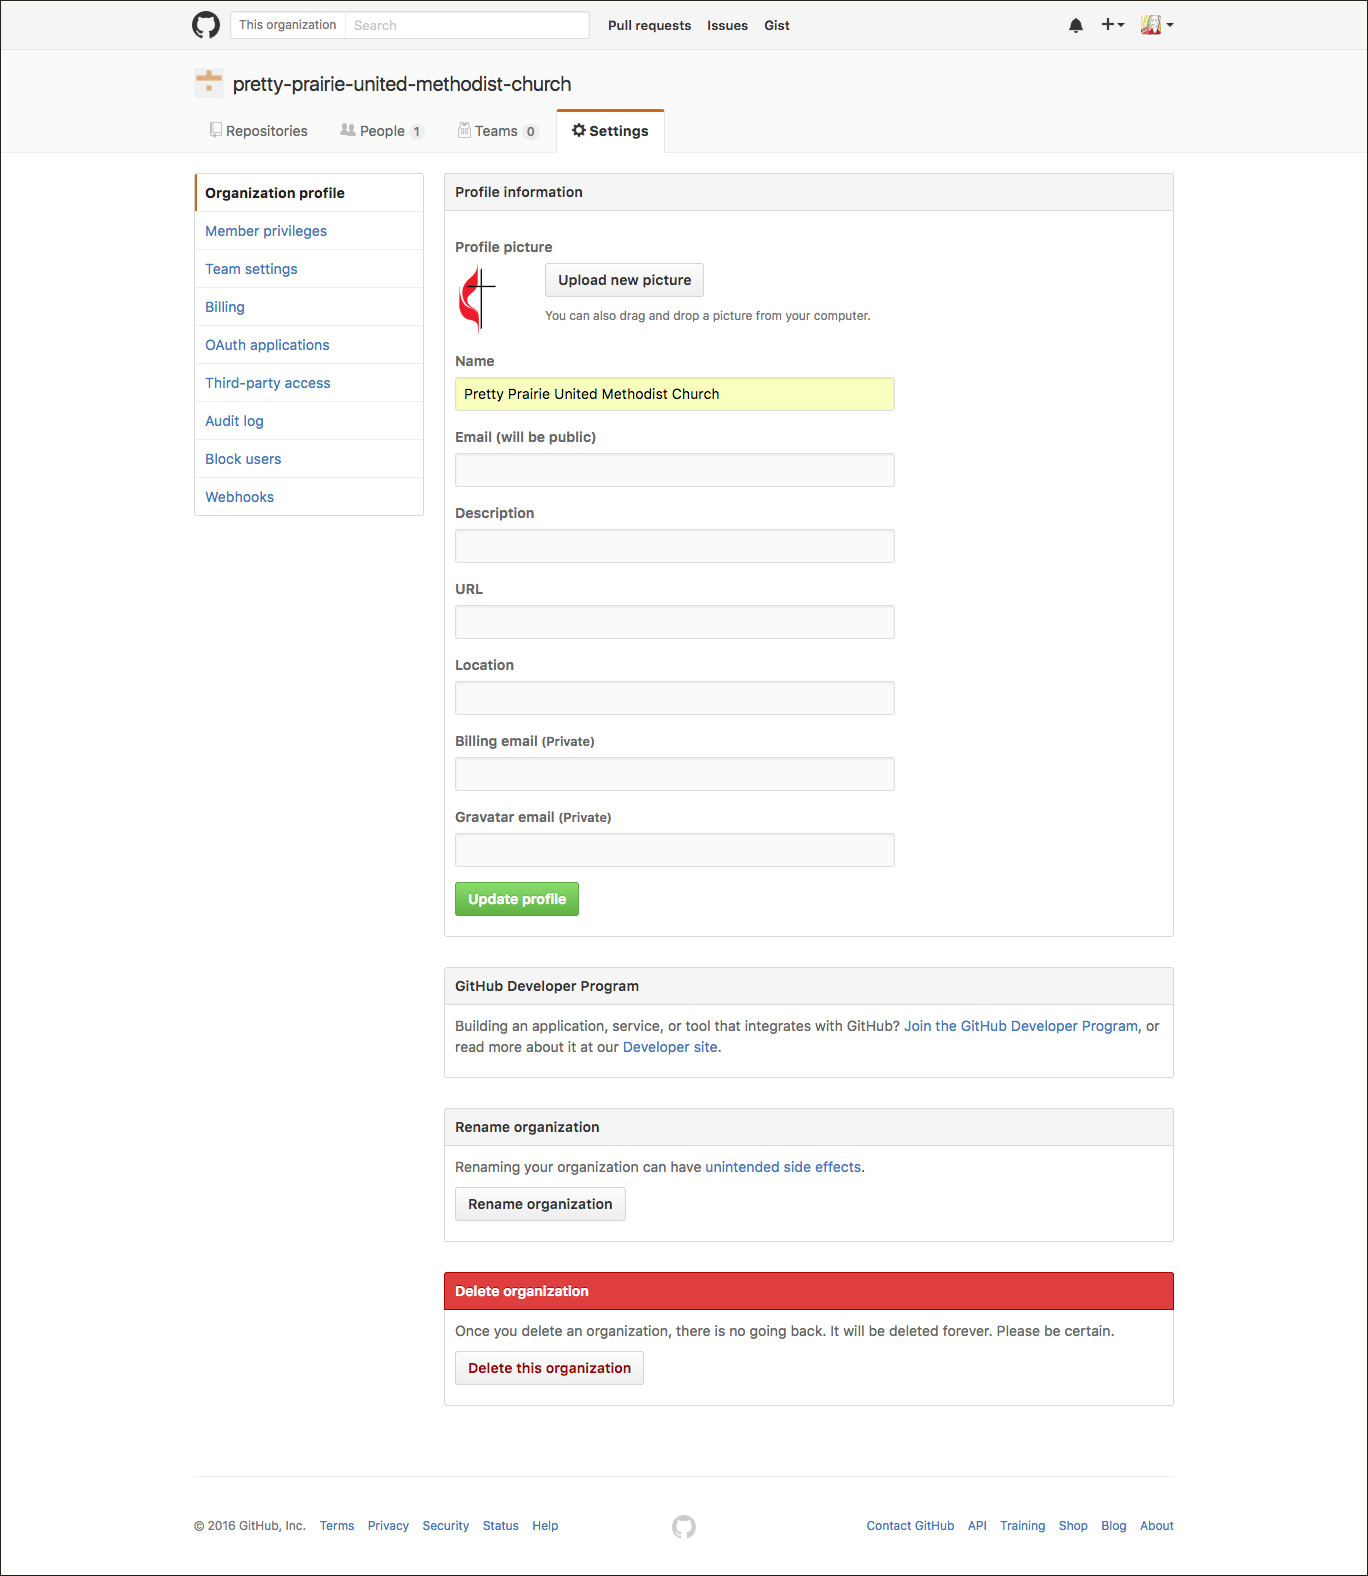 This organization Search Pull requests Issues Gist
pretty-prairie-united-methodist-church
Repositories People 1 Teams 0 Settings
Organization profile
Member privileges
Team settings
Billing
OAuth applications
Third-party access
Audit log
Block users
Webhooks
Profile information
Profile picture
Upload new picture
You can also drag and drop a picture from your computer.
Name
Pretty Prairie United Methodist Church
Email (will be public)
Description
URL
Location
Billing email (Private)
Gravatar email (Private)
Update profile
GitHub Developer Program
Building an application, service, or tool that integrates with GitHub? Join the GitHub Developer Program, or
read more about it at our Developer site.
Rename organization
Renaming your organization can have unintended side effects.
Rename organization
Delete organization
Once you delete an organization, there is no going back. It will be deleted forever. Please be certain.
Delete this organization
© 2016 GitHub, Inc. Terms Privacy Security Status Help Contact GitHub API Training Shop Blog About